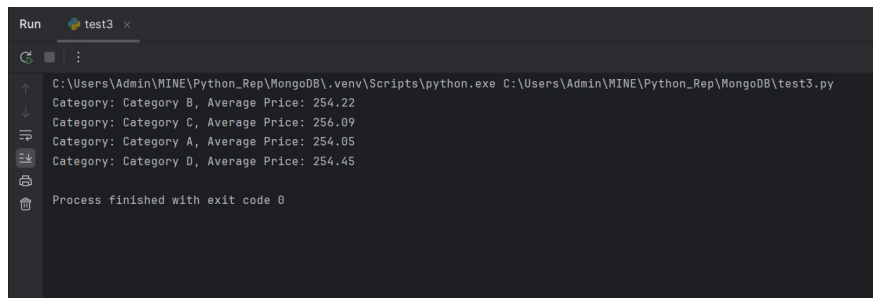 Run test3
C:\Users\Admin\MINE\Python_Rep\MongoDB\.venv\Scripts\python.exe C:\Users\Admin\MINE\Python_Rep\MongoDB\test3.py
Category: Category B, Average Price: 254.22
Category: Category C, Average Price: 256.09
Category: Category A, Average Price: 254.05
Category: Category D, Average Price: 254.45
Process finished with exit code 0